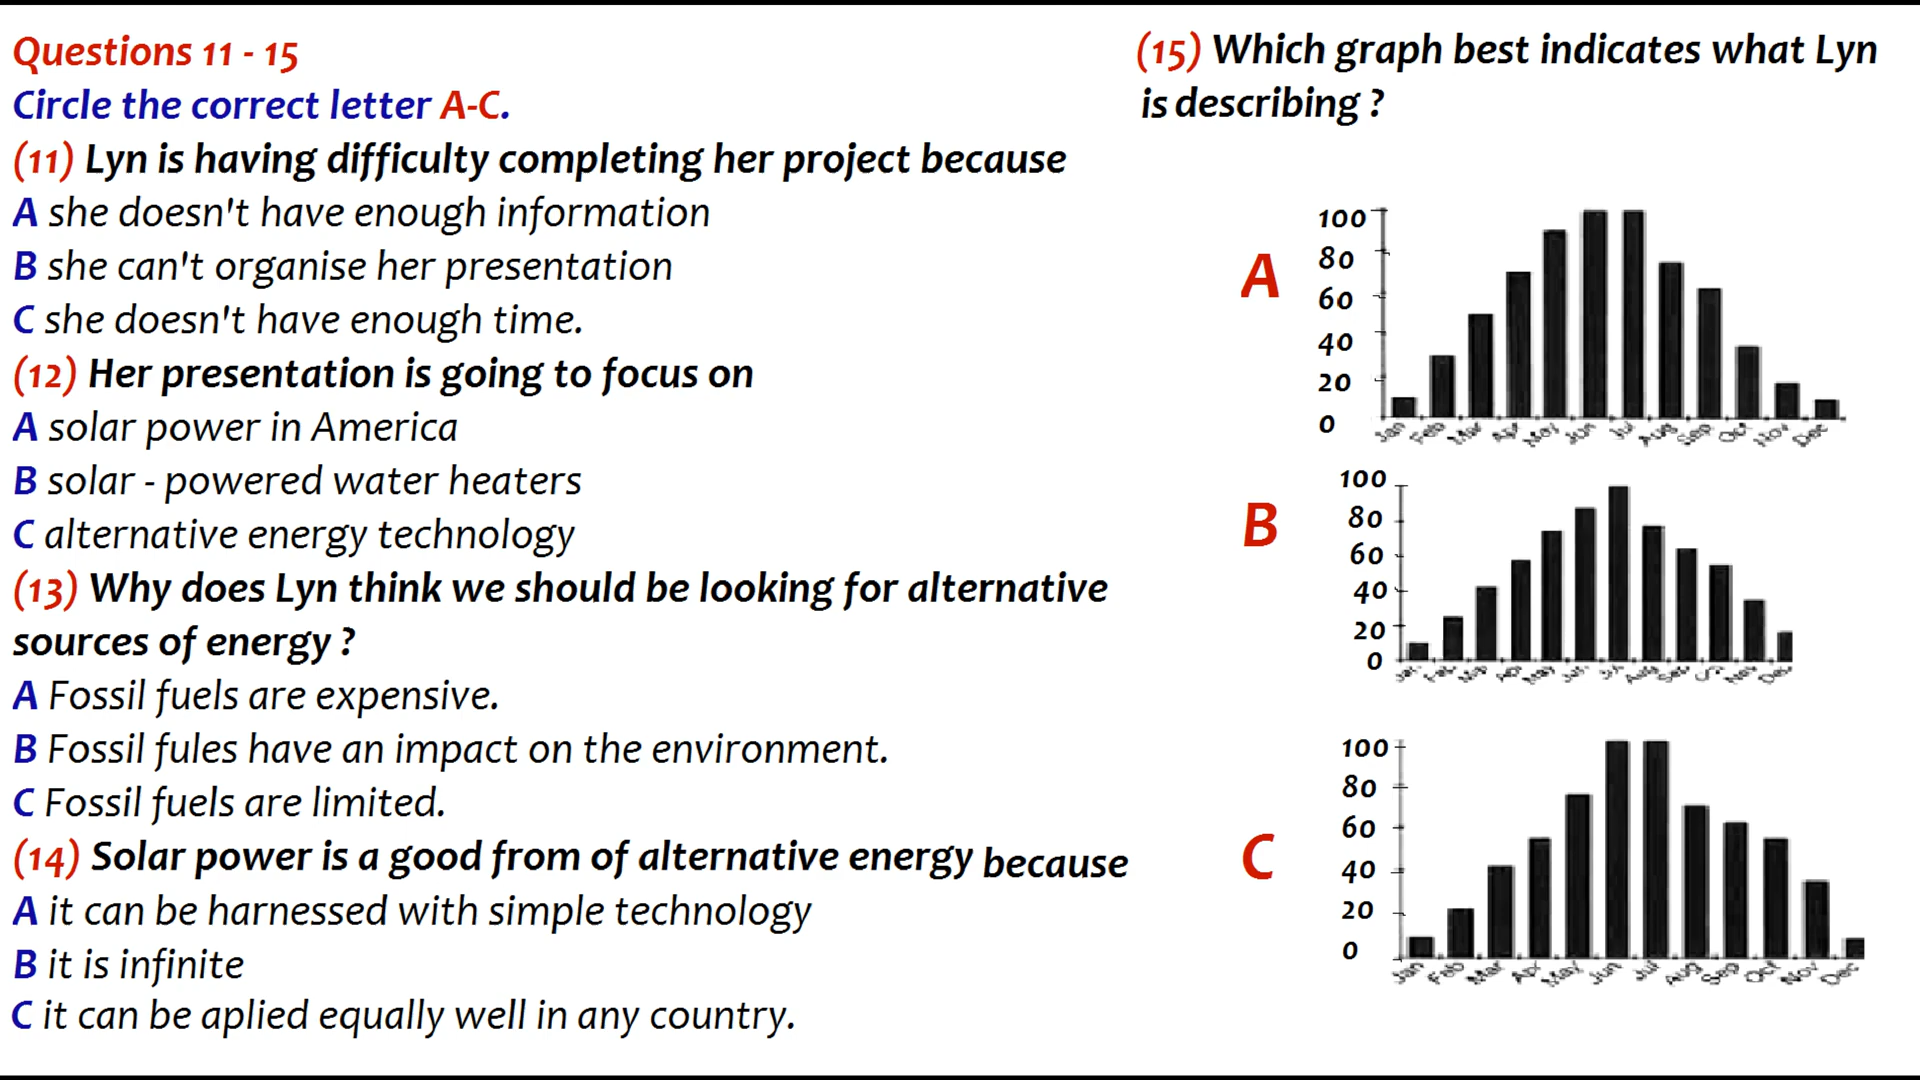 Questions 11 - 15
Circle the correct letter A-C.
(11) Lyn is having difficulty completing her project because
A she doesn't have enough information
B she can't organise her presentation
C she doesn't have enough time.
(12) Her presentation is going to focus on
A solar power in America
B solar - powered water heaters
C alternative energy technology
(13) Why does Lyn think we should be looking for alternative
sources of energy ?
A Fossil fuels are expensive.
B Fossil fules have an impact on the environment.
C Fossil fuels are limited.
(14) Solar power is a good from of alternative energy because
A it can be harnessed with simple technology
B it is infinite
C it can be aplied equally well in any country.
(15) Which graph best indicates what Lyn
is describing ?
A
100
80
60
40
20
0
Jan Feb Mar Apr May Jun Jul Aug Sep Oct Nov Dec
B
100
80
60
40
20
0
May Jun Aug Nov Dec
C
100
80
60
40
20
0
Jan Feb Mar Apr May Jun Jul Aug Sep Oct Nov Dec